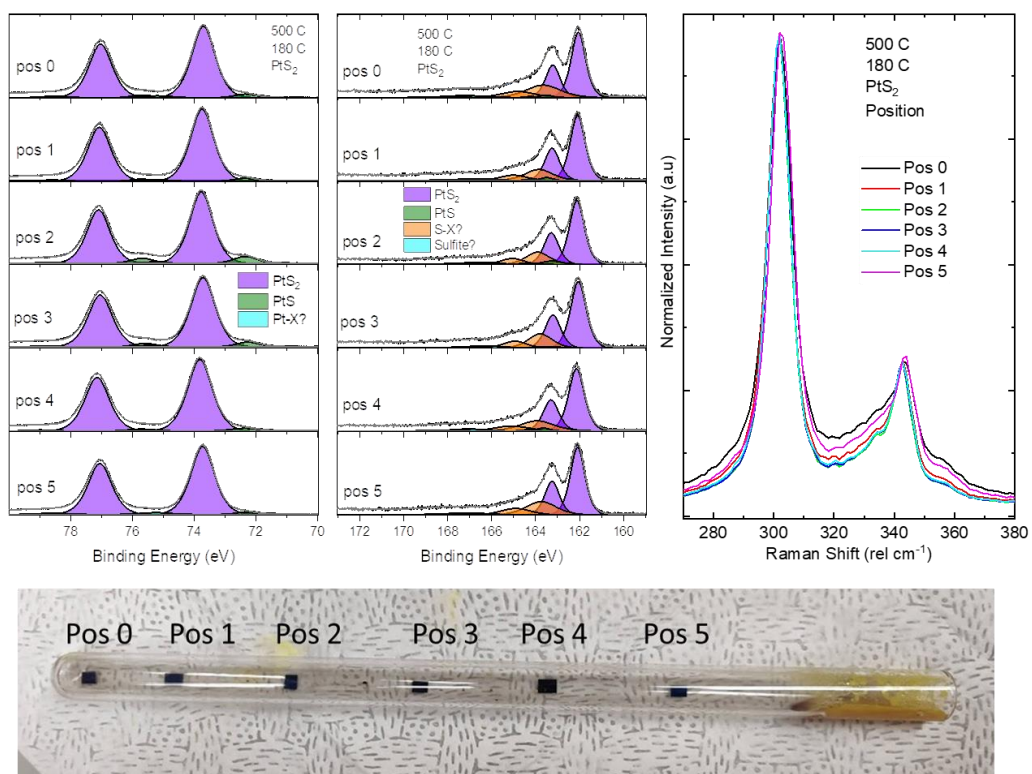 500 C
180 C
PtS₂
pos 0
pos 1
pos 2
pos 3
pos 4
pos 5
PtS₂
PtS
Pt-X?
78 76 74 72 70
Binding Energy (eV)
500 C
180 C
PtS₂
pos 0
pos 1
PtS₂
PtS
S-X?
Sulfite?
pos 2
pos 3
pos 4
pos 5
172 170 168 166 164 162 160
Binding Energy (eV)
500 C
180 C
PtS₂
Position
Pos 0
Pos 1
Pos 2
Pos 3
Pos 4
Pos 5
Normalized Intensity (a.u)
280 300 320 340 360 380
Raman Shift (rel cm⁻¹)
Pos 0 Pos 1 Pos 2 Pos 3 Pos 4 Pos 5